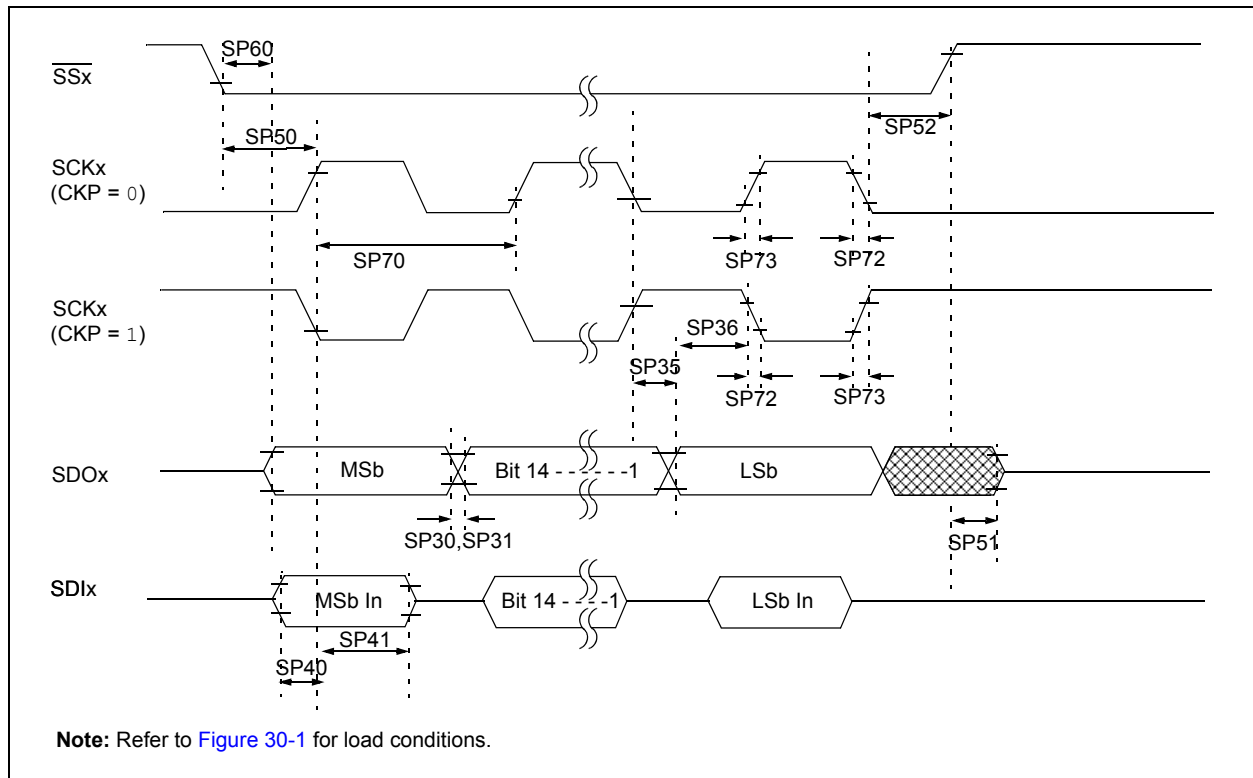 SP60
SSx
SP50
SP52
SCKx
(CKP = 0)
SP70
SP73
SP72
SCKx
(CKP = 1)
SP36
SP35
SP72
SP73
SDOx
MSb
Bit 14 - - - - - -1
LSb
SP30,SP31
SP51
SDIx
MSb In
Bit 14 - - - -1
LSb In
SP41
SP40
Note: Refer to Figure 30-1 for load conditions.